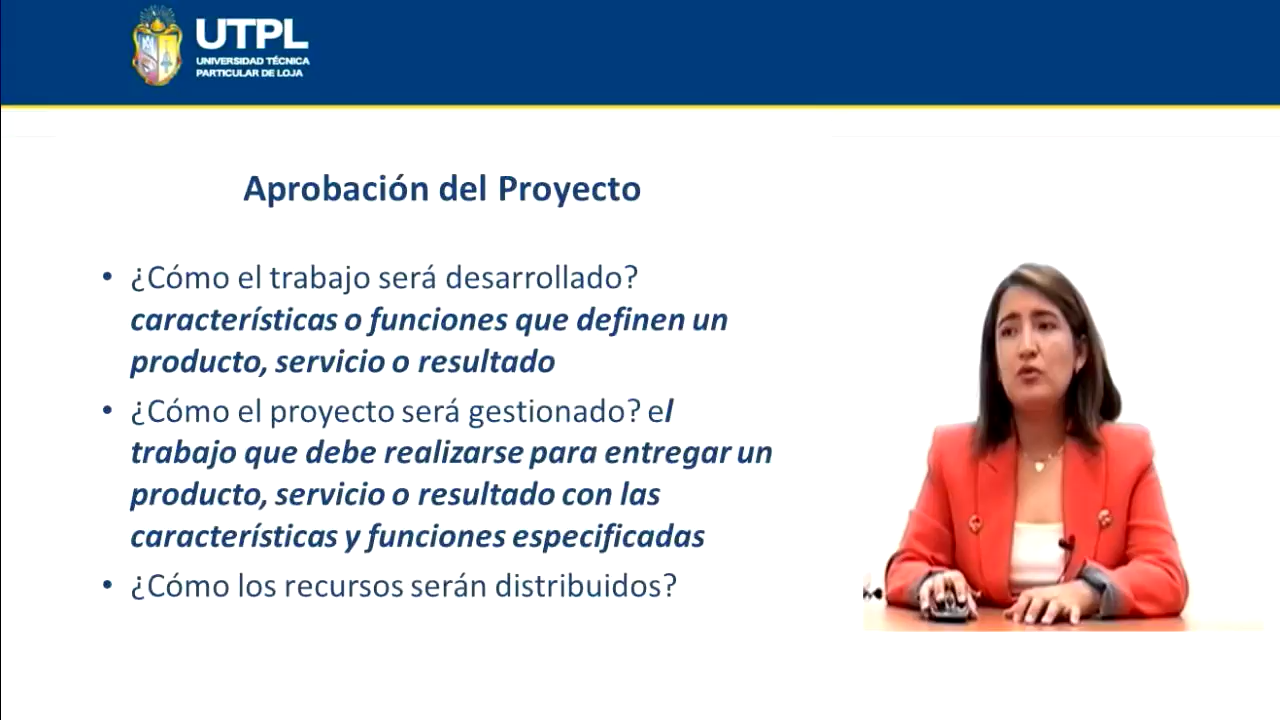 UTPL
UNIVERSIDAD TÉCNICA
PARTICULAR DE LOJA
Aprobación del Proyecto
• ¿Cómo el trabajo será desarrollado?
características o funciones que definen un
producto, servicio o resultado
• ¿Cómo el proyecto será gestionado? el
trabajo que debe realizarse para entregar un
producto, servicio o resultado con las
características y funciones especificadas
• ¿Cómo los recursos serán distribuidos?